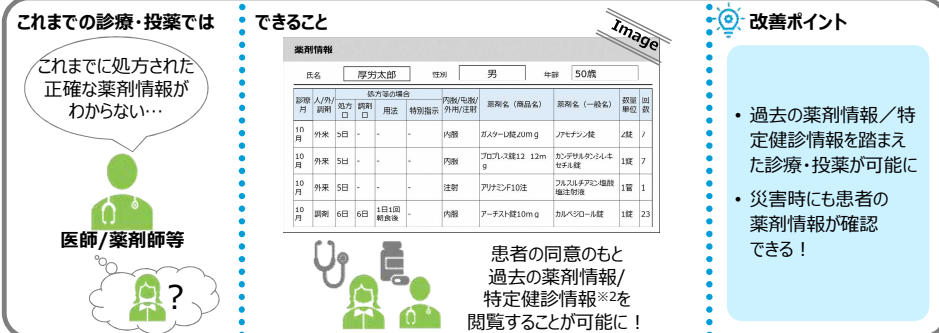 これまでの診療・投薬では
これまでに処方された
正確な薬剤情報が
わからない…
医師/薬剤師等
?
できること
Image
薬剤情報
氏名 厚労太郎 性別 男 年齢 50歳
診療月 人/外/調剤 処方等の場合 内服/屯服/外用/注射 薬剤名（商品名） 薬剤名（一般名） 数量単位 回数
処方日 調剤日 用法 特別指示
10月 外来 5日 - - - 内服 ガスターD錠20mg ファモチジン錠 2錠 7
10月 外来 5日 - - - 内服 ブロプレス錠12 12mg カンデサルタンシレキセチル錠 1錠 7
10月 外来 5日 - - - 注射 アリナミンF10注 フルスルチアミン塩酸塩注射液 1管 1
10月 調剤 6日 6日 1日1回朝食後 - 内服 アーチスト錠10mg カルベジロール錠 1錠 23
患者の同意のもと
過去の薬剤情報/
特定健診情報※2を
閲覧することが可能に！
改善ポイント
• 過去の薬剤情報／特
定健診情報を踏まえ
た診療・投薬が可能に
• 災害時にも患者の
薬剤情報が確認
できる！